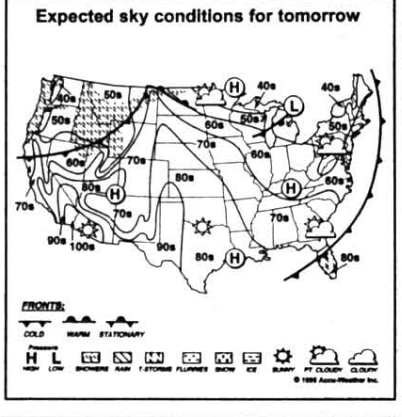 Expected sky conditions for tomorrow
H 40s 40s
40s 50s L
50s 60s 50s 50s
70s 60s
60s 70s
80s 80s H 60s
H
70s 70s 70s
90s 100s 90s 80s H 80s
FRONTS:
COLD WARM STATIONARY
Pressure
H L
HIGH LOW SHOWERS RAIN T-STORMS FLURRIES SNOW ICE SUNNY PT. CLOUDY CLOUDY
© 1996 Accu-Weather Inc.